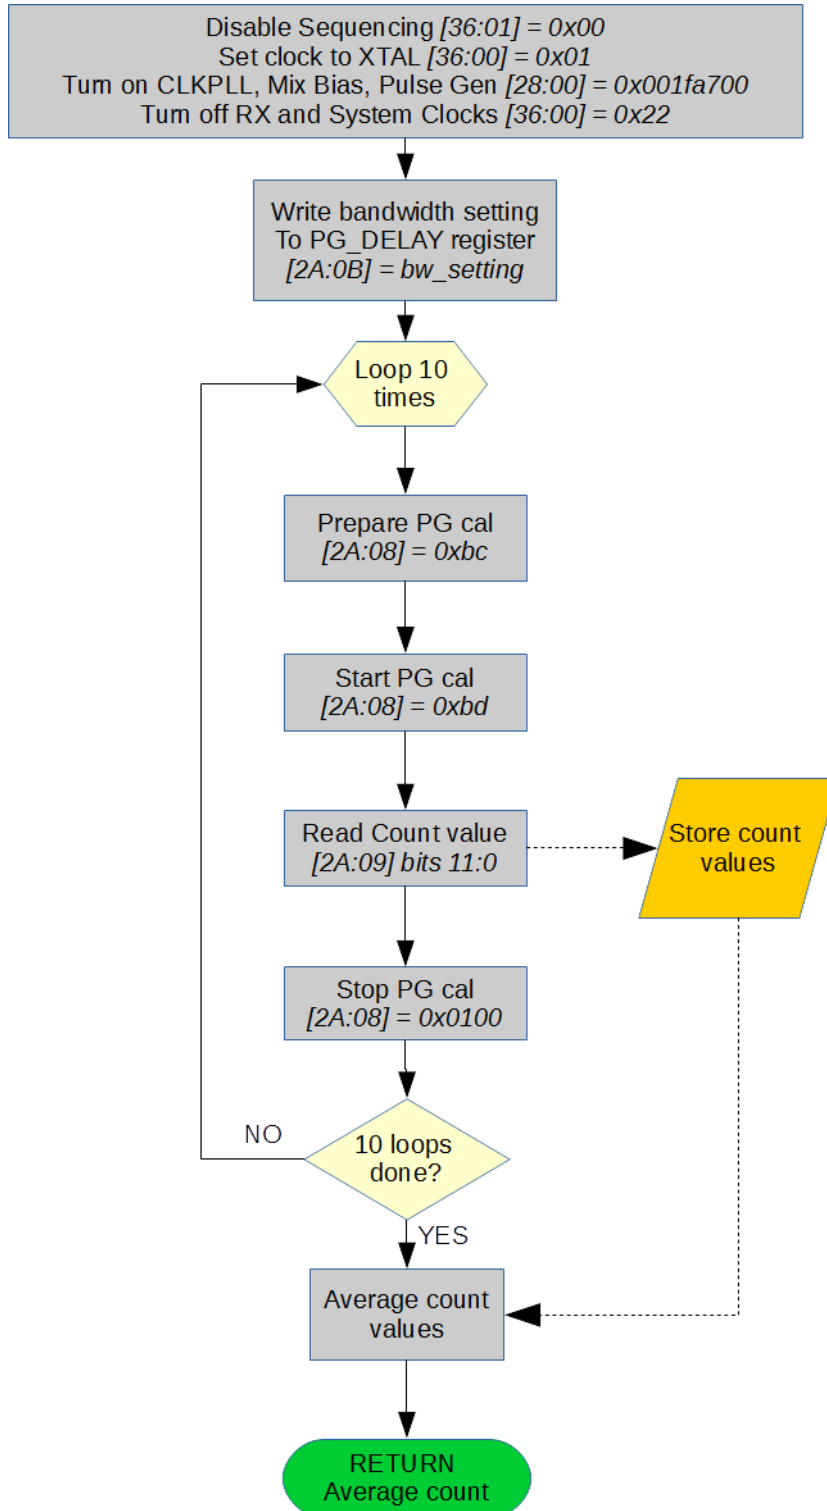 Disable Sequencing [36:01] = 0x00
Set clock to XTAL [36:00] = 0x01
Turn on CLKPLL, Mix Bias, Pulse Gen [28:00] = 0x001fa700
Turn off RX and System Clocks [36:00] = 0x22
Write bandwidth setting
To PG_DELAY register
[2A:0B] = bw_setting
Loop 10
times
Prepare PG cal
[2A:08] = 0xbc
Start PG cal
[2A:08] = 0xbd
Read Count value
[2A:09] bits 11:0
Store count
values
Stop PG cal
[2A:08] = 0x0100
10 loops
done?
NO
YES
Average count
values
RETURN
Average count